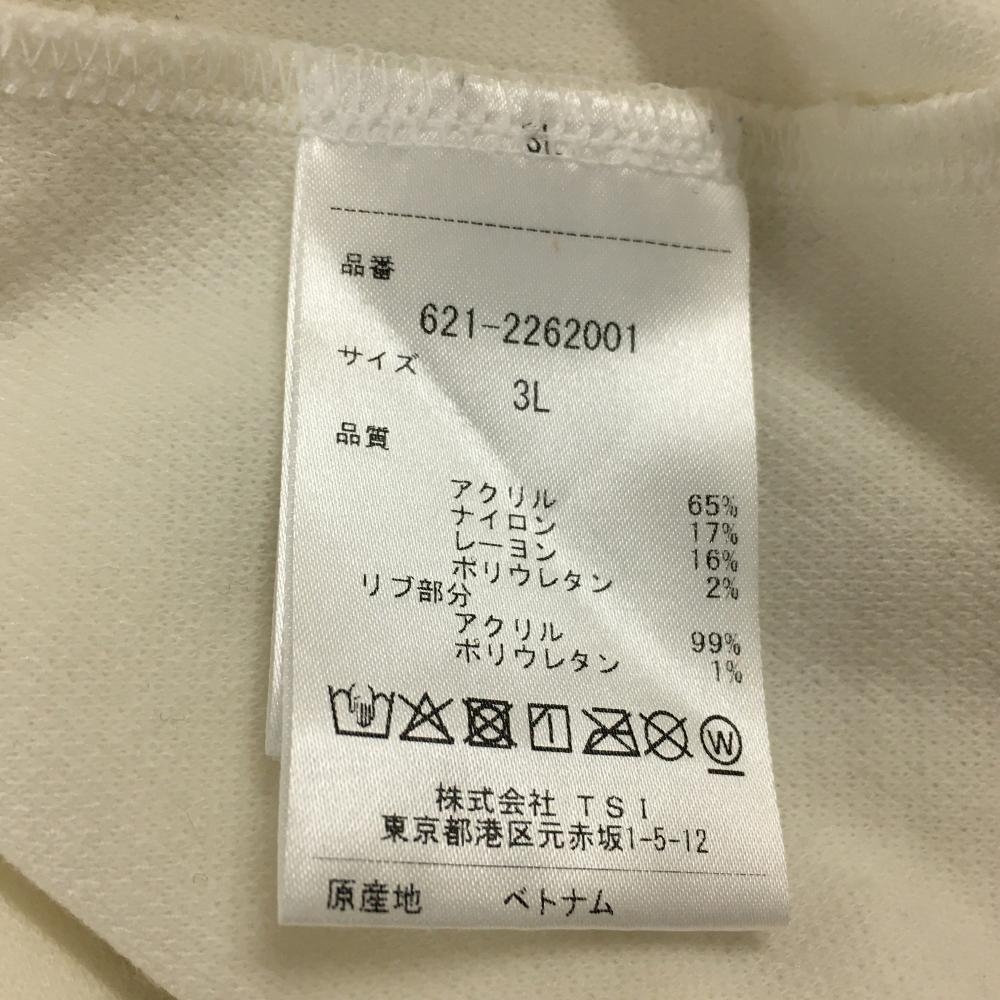 品番
621-2262001
サイズ
3L
品質
アクリル 65%
ナイロン 17%
レーヨン 16%
ポリウレタン 2%
リブ部分
アクリル 99%
ポリウレタン 1%
W
株式会社 TSI
東京都港区元赤坂1-5-12
原産地 ベトナム